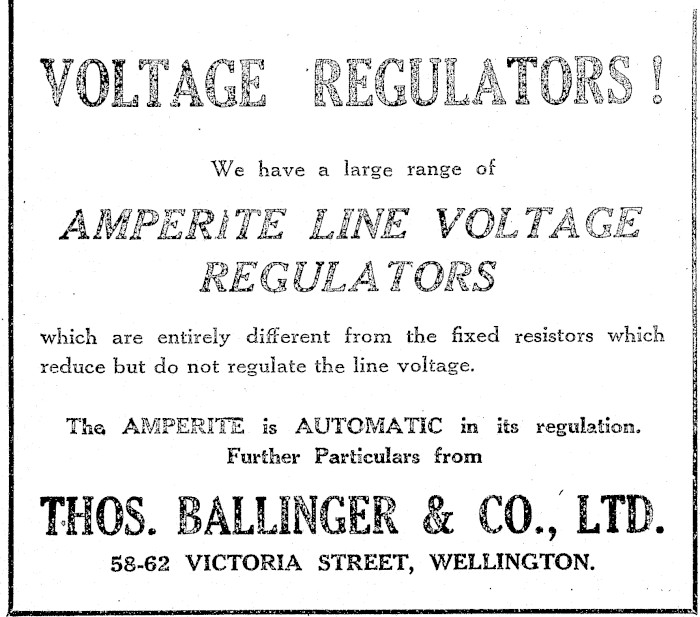 VOLTAGE REGULATORS!
We have a large range of
AMPERITE LINE VOLTAGE
REGULATORS
which are entirely different from the fixed resistors which
reduce but do not regulate the line voltage.
The AMPERITE is AUTOMATIC in its regulation.
Further Particulars from
THOS. BALLINGER & CO., LTD.
58-62 VICTORIA STREET, WELLINGTON.